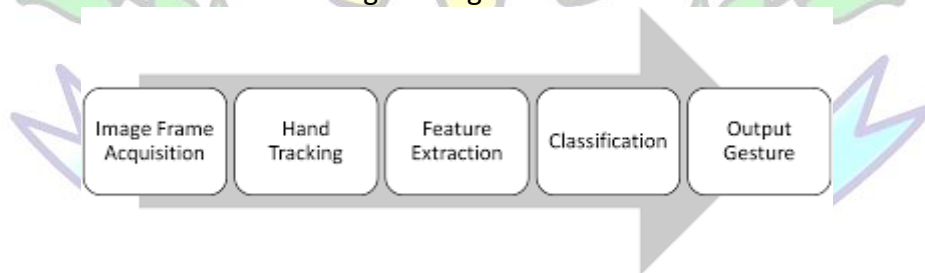 Image Frame
Acquisition
Hand
Tracking
Feature
Extraction
Classification
Output
Gesture